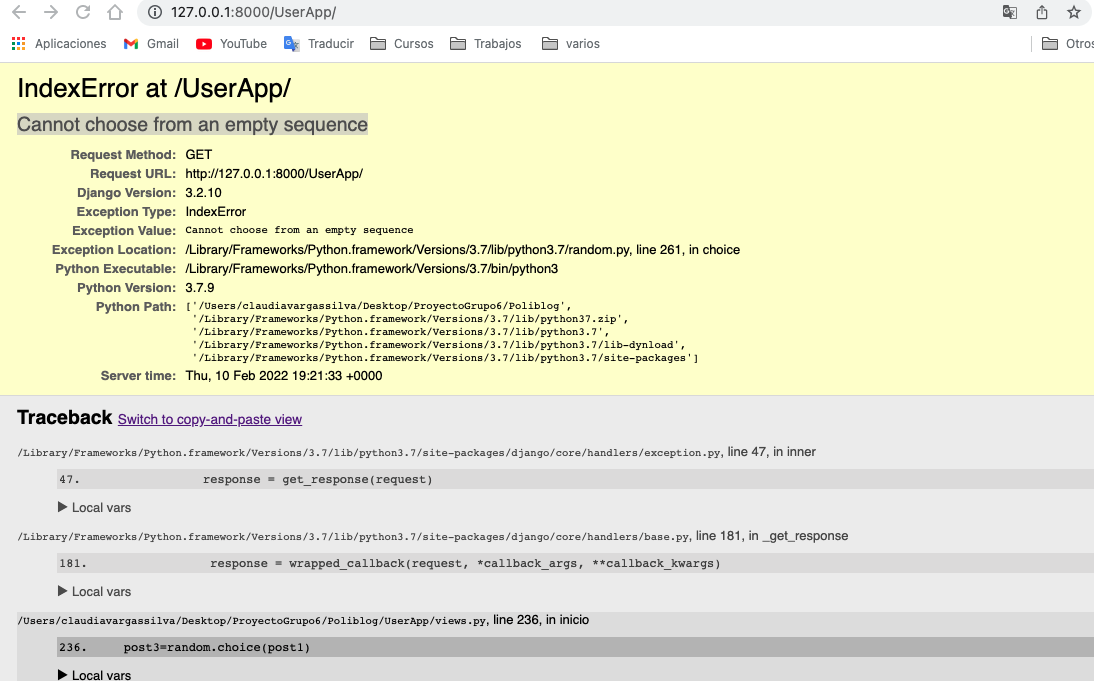 127.0.0.1:8000/UserApp/
Aplicaciones Gmail YouTube Traducir Cursos Trabajos varios Otros
IndexError at /UserApp/
Cannot choose from an empty sequence
Request Method: GET
Request URL: http://127.0.0.1:8000/UserApp/
Django Version: 3.2.10
Exception Type: IndexError
Exception Value: Cannot choose from an empty sequence
Exception Location: /Library/Frameworks/Python.framework/Versions/3.7/lib/python3.7/random.py, line 261, in choice
Python Executable: /Library/Frameworks/Python.framework/Versions/3.7/bin/python3
Python Version: 3.7.9
Python Path: ['/Users/claudiavargassilva/Desktop/ProyectoGrupo6/Poliblog',
'/Library/Frameworks/Python.framework/Versions/3.7/lib/python37.zip',
'/Library/Frameworks/Python.framework/Versions/3.7/lib/python3.7',
'/Library/Frameworks/Python.framework/Versions/3.7/lib/python3.7/lib-dynload',
'/Library/Frameworks/Python.framework/Versions/3.7/lib/python3.7/site-packages']
Server time: Thu, 10 Feb 2022 19:21:33 +0000
Traceback Switch to copy-and-paste view
/Library/Frameworks/Python.framework/Versions/3.7/lib/python3.7/site-packages/django/core/handlers/exception.py, line 47, in inner
47. response = get_response(request)
▶ Local vars
/Library/Frameworks/Python.framework/Versions/3.7/lib/python3.7/site-packages/django/core/handlers/base.py, line 181, in _get_response
181. response = wrapped_callback(request, *callback_args, **callback_kwargs)
▶ Local vars
/Users/claudiavargassilva/Desktop/ProyectoGrupo6/Poliblog/UserApp/views.py, line 236, in inicio
236. post3=random.choice(post1)
▶ Local vars